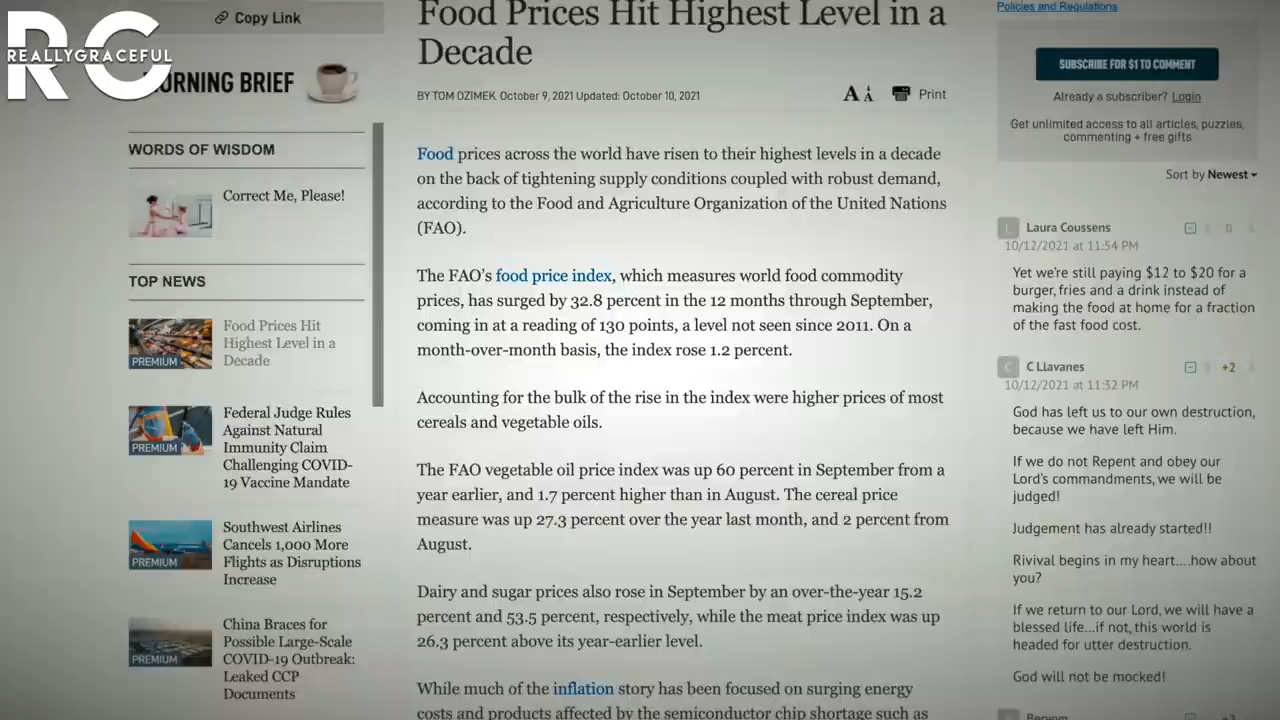 RG
REALLYGRACEFUL
Copy Link
MORNING BRIEF
WORDS OF WISDOM
Correct Me, Please!
TOP NEWS
PREMIUM
Food Prices Hit
Highest Level in a
Decade
PREMIUM
Federal Judge Rules
Against Natural
Immunity Claim
Challenging COVID-
19 Vaccine Mandate
PREMIUM
Southwest Airlines
Cancels 1,000 More
Flights as Disruptions
Increase
PREMIUM
China Braces for
Possible Large-Scale
COVID-19 Outbreak:
Leaked CCP
Documents
Food Prices Hit Highest Level in a
Decade
BY TOM OZIMEK October 9, 2021 Updated: October 10, 2021
A A Print
Food prices across the world have risen to their highest levels in a decade
on the back of tightening supply conditions coupled with robust demand,
according to the Food and Agriculture Organization of the United Nations
(FAO).
The FAO’s food price index, which measures world food commodity
prices, has surged by 32.8 percent in the 12 months through September,
coming in at a reading of 130 points, a level not seen since 2011. On a
month-over-month basis, the index rose 1.2 percent.
Accounting for the bulk of the rise in the index were higher prices of most
cereals and vegetable oils.
The FAO vegetable oil price index was up 60 percent in September from a
year earlier, and 1.7 percent higher than in August. The cereal price
measure was up 27.3 percent over the year last month, and 2 percent from
August.
Dairy and sugar prices also rose in September by an over-the-year 15.2
percent and 53.5 percent, respectively, while the meat price index was up
26.3 percent above its year-earlier level.
While much of the inflation story has been focused on surging energy
costs and products affected by the semiconductor chip shortage such as
Policies and Regulations
SUBSCRIBE FOR $1 TO COMMENT
Already a subscriber? Login
Get unlimited access to all articles, puzzles,
commenting + free gifts
Sort by Newest
L Laura Coussens 0
10/12/2021 at 11:54 PM
Yet we’re still paying $12 to $20 for a
burger, fries and a drink instead of
making the food at home for a fraction
of the fast food cost.
C C Llavanes +2
10/12/2021 at 11:32 PM
God has left us to our own destruction,
because we have left Him.
If we do not Repent and obey our
Lord’s commandments, we will be
judged!
Judgement has already started!!
Rivival begins in my heart....how about
you?
If we return to our Lord, we will have a
blessed life...if not, this world is
headed for utter destruction.
God will not be mocked!